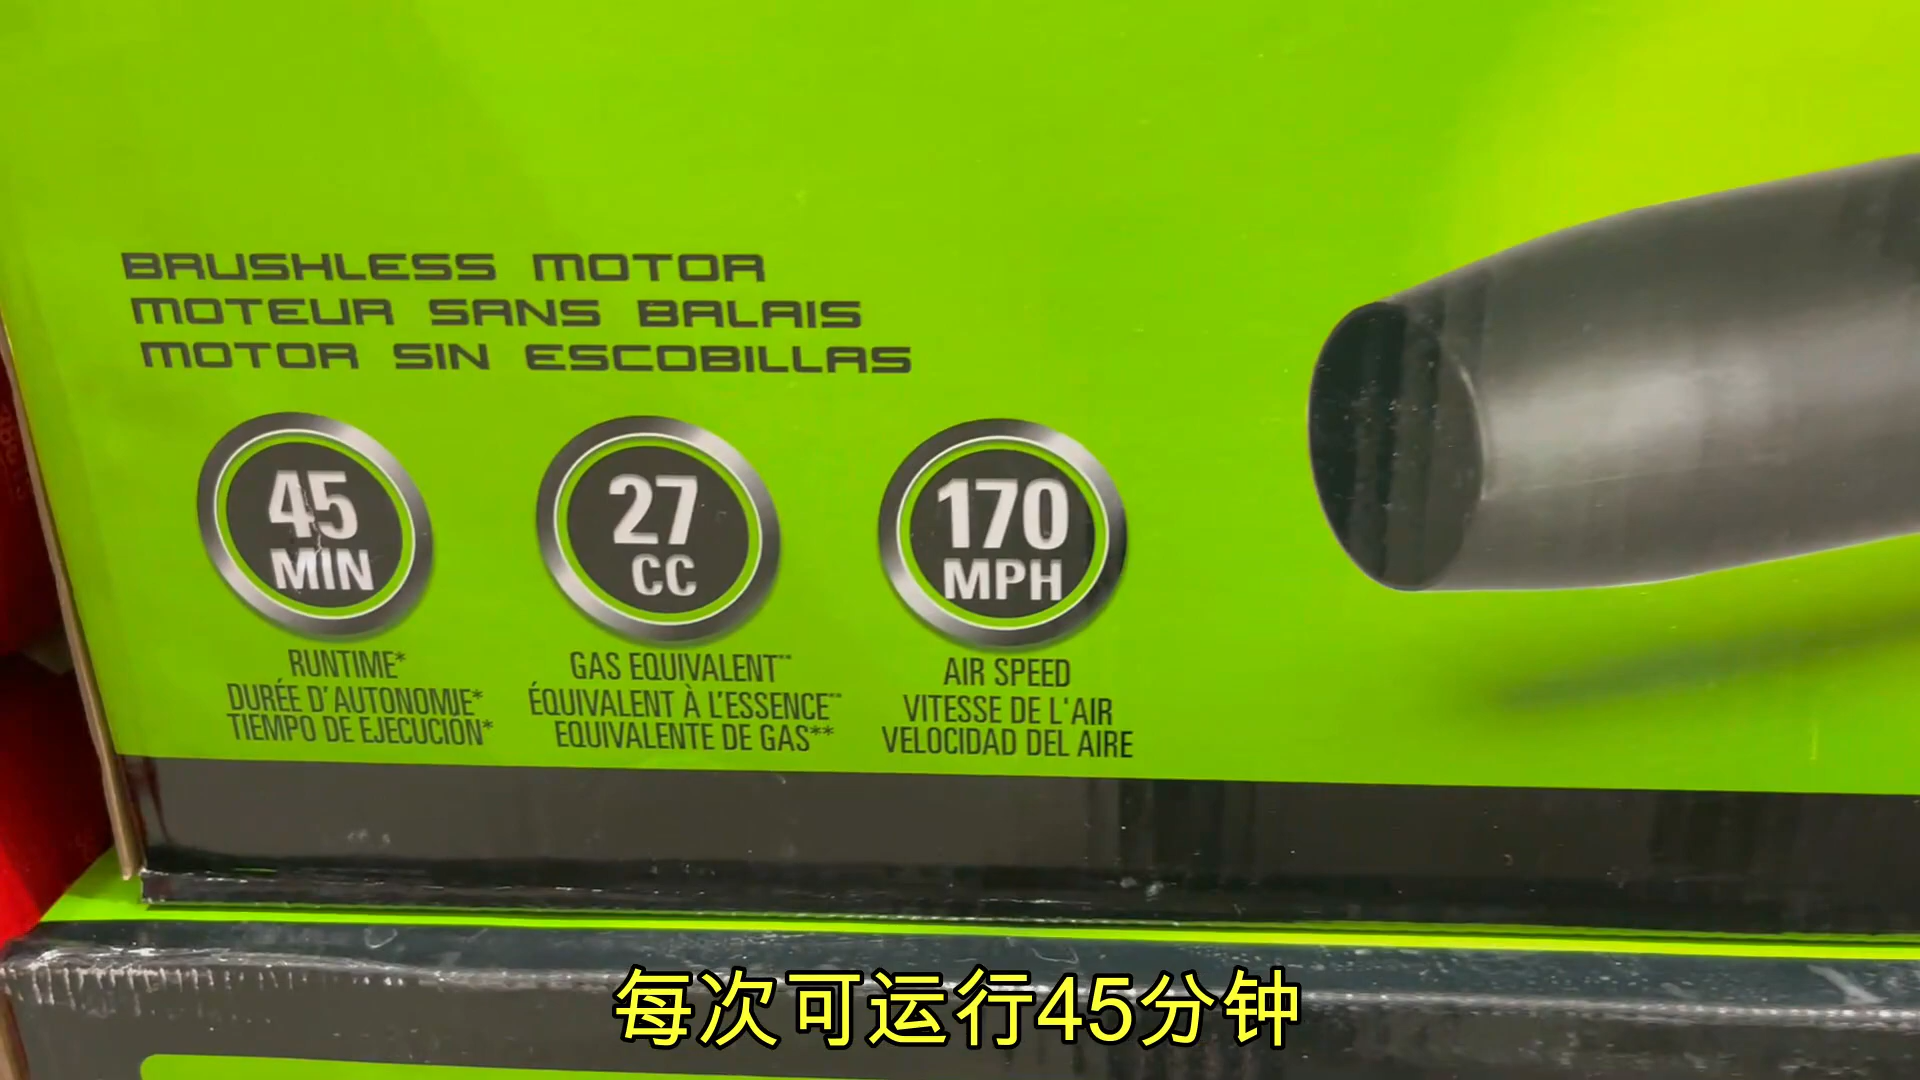 BRUSHLESS MOTOR
MOTEUR SANS BALAIS
MOTOR SIN ESCOBILLAS
45
MIN
RUNTIME*
DURÉE D'AUTONOMIE*
TIEMPO DE EJECUCIÓN*
27
CC
GAS EQUIVALENT**
ÉQUIVALENT À L'ESSENCE**
EQUIVALENTE DE GAS**
170
MPH
AIR SPEED
VITESSE DE L'AIR
VELOCIDAD DEL AIRE
每次可运行45分钟